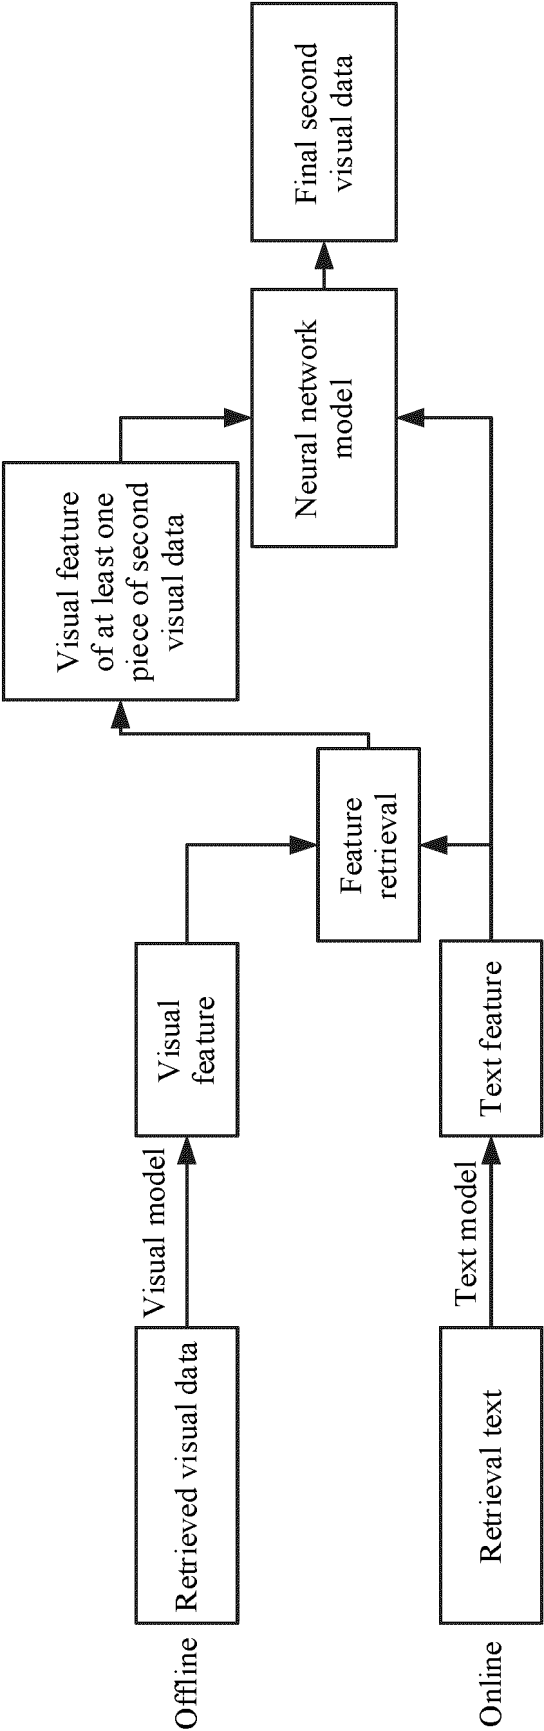 Offline
Retrieved visual data
Visual model
Visual
feature
Visual feature
of at least one
piece of second
visual data
Feature
retrieval
Neural network
model
Final second
visual data
Online
Retrieval text
Text model
Text feature